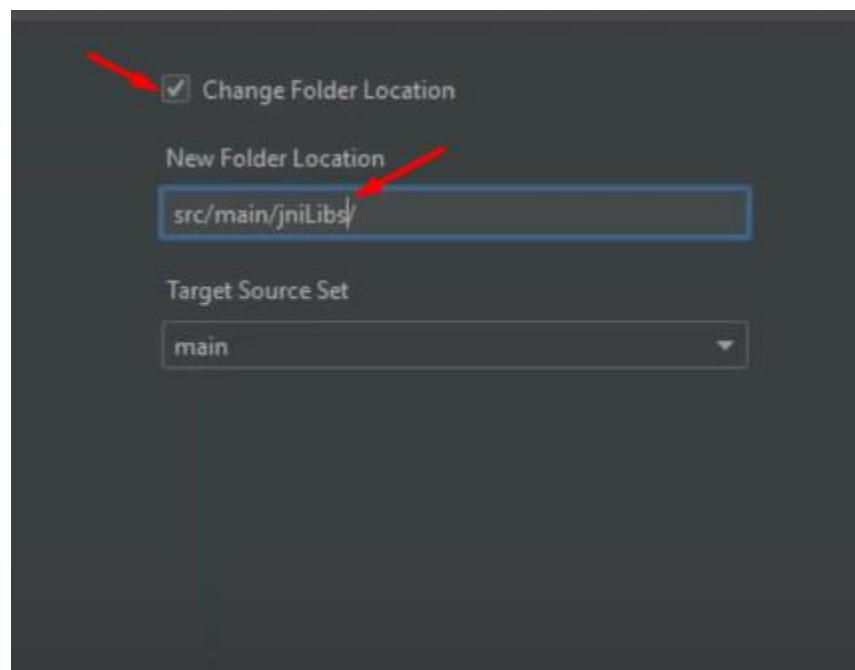 Change Folder Location
New Folder Location
src/main/jniLibs/
Target Source Set
main